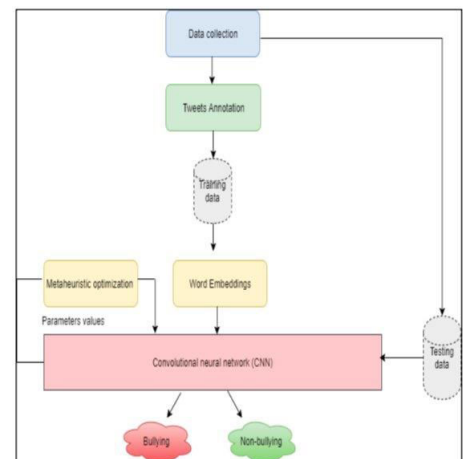 Data collection
Tweets Annotation
Training
data
Metaheuristic optimization
Word Embeddings
Parameters values
Convolutional neural network (CNN)
Testing
data
Bullying
Non-bullying